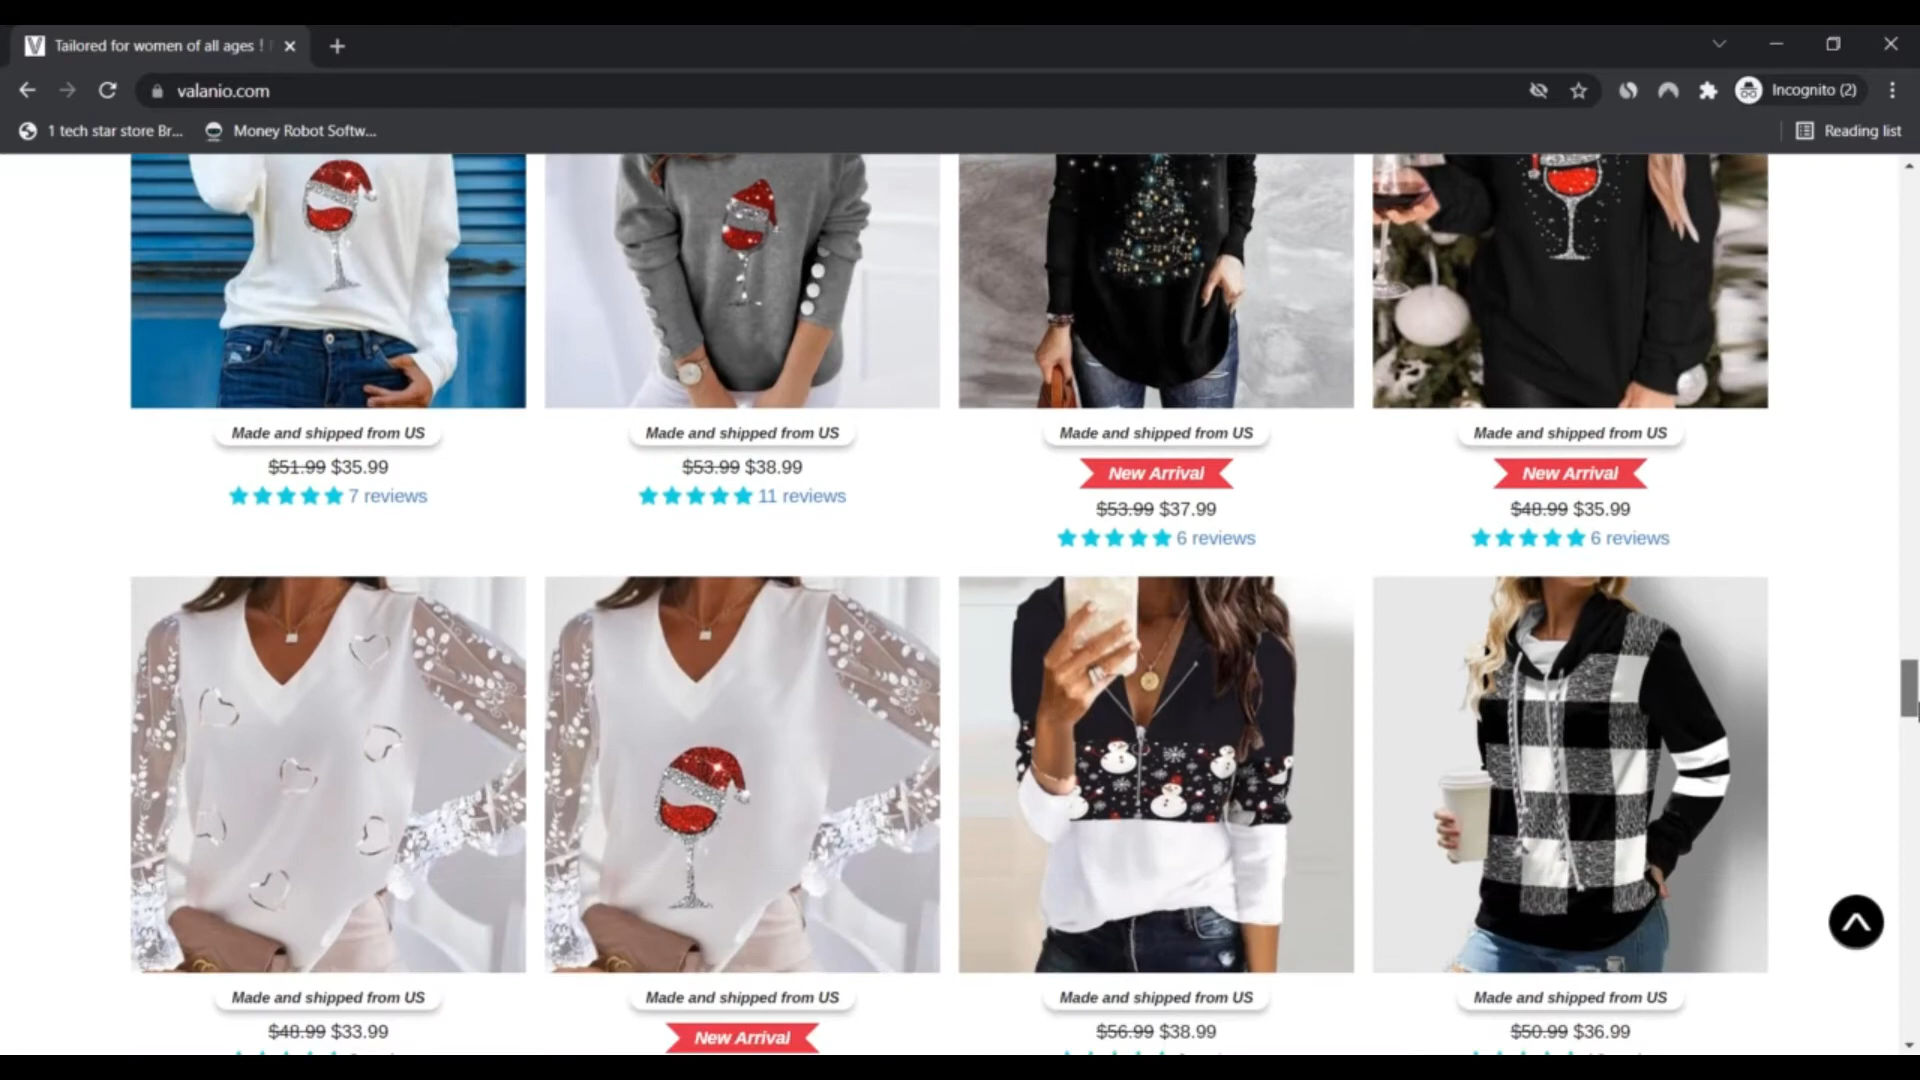 Tailored for women of all ages !
valanio.com
Incognito (2)
1 tech star store Br...
Money Robot Softw...
Reading list
Made and shipped from US
$51.99 $35.99
7 reviews
Made and shipped from US
$53.99 $38.99
11 reviews
Made and shipped from US
New Arrival
$53.99 $37.99
6 reviews
Made and shipped from US
New Arrival
$48.99 $35.99
6 reviews
Made and shipped from US
$48.99 $33.99
Made and shipped from US
New Arrival
Made and shipped from US
$56.99 $38.99
Made and shipped from US
$50.99 $36.99